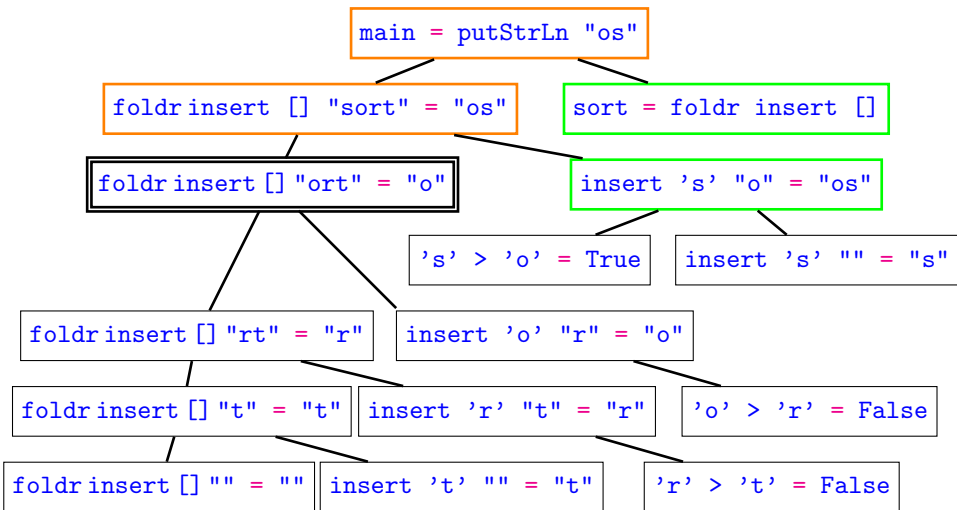 main = putStrLn "os"
foldr insert [] "sort" = "os"
sort = foldr insert []
foldr insert [] "ort" = "o"
insert 's' "o" = "os"
's' > 'o' = True
insert 's' "" = "s"
foldr insert [] "rt" = "r"
insert 'o' "r" = "o"
foldr insert [] "t" = "t"
insert 'r' "t" = "r"
'o' > 'r' = False
foldr insert [] "" = ""
insert 't' "" = "t"
'r' > 't' = False